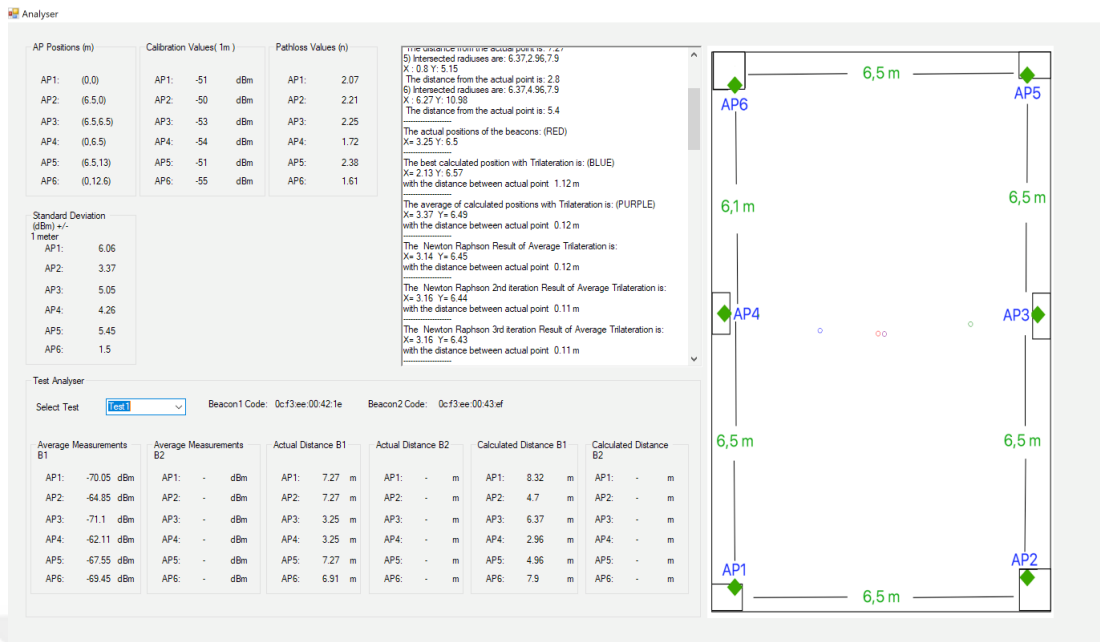 Analyser
AP Positions (m)
AP1: (0,0)
AP2: (6.5,0)
AP3: (6.5,6.5)
AP4: (0,6.5)
AP5: (6.5,13)
AP6: (0,12.6)
Calibration Values( 1m )
AP1: -51 dBm
AP2: -50 dBm
AP3: -53 dBm
AP4: -54 dBm
AP5: -51 dBm
AP6: -55 dBm
Pathloss Values (n)
AP1: 2.07
AP2: 2.21
AP3: 2.25
AP4: 1.72
AP5: 2.38
AP6: 1.61
Standard Deviation
(dBm) +/-
1 meter
AP1: 6.06
AP2: 3.37
AP3: 5.05
AP4: 4.26
AP5: 5.45
AP6: 1.5
The distance from the actual point is: 7.27
5) Intersected radiuses are: 6.37,2.96,7.9
X : 0.8 Y: 5.15
The distance from the actual point is: 2.8
6) Intersected radiuses are: 6.37,4.96,7.9
X : 6.27 Y: 10.98
The distance from the actual point is: 5.4
--------------------
The actual positions of the beacons: (RED)
X= 3.25 Y: 6.5
--------------------
The best calculated position with Trilateration is: (BLUE)
X= 2.13 Y: 6.57
with the distance between actual point 1.12 m
--------------------
The average of calculated positions with Trilateration is: (PURPLE)
X= 3.37 Y= 6.49
with the distance between actual point 0.12 m
--------------------
The Newton Raphson Result of Average Trilateration is:
X= 3.14 Y= 6.45
with the distance between actual point 0.12 m
--------------------
The Newton Raphson 2nd iteration Result of Average Trilateration is:
X= 3.16 Y= 6.44
with the distance between actual point 0.11 m
--------------------
The Newton Raphson 3rd iteration Result of Average Trilateration is:
X= 3.16 Y= 6.43
with the distance between actual point 0.11 m
--------------------
6,5 m
AP6
AP5
6,1 m
6,5 m
AP4
AP3
6,5 m
6,5 m
AP1
AP2
6,5 m
Test Analyser
Select Test Test1 Beacon1 Code: 0c:f3:ee:00:42:1e Beacon2 Code: 0c:f3:ee:00:43:ef
Average Measurements
B1
AP1: -70.05 dBm
AP2: -64.85 dBm
AP3: -71.1 dBm
AP4: -62.11 dBm
AP5: -67.55 dBm
AP6: -69.45 dBm
Average Measurements
B2
AP1: - dBm
AP2: - dBm
AP3: - dBm
AP4: - dBm
AP5: - dBm
AP6: - dBm
Actual Distance B1
AP1: 7.27 m
AP2: 7.27 m
AP3: 3.25 m
AP4: 3.25 m
AP5: 7.27 m
AP6: 6.91 m
Actual Distance B2
AP1: - m
AP2: - m
AP3: - m
AP4: - m
AP5: - m
AP6: - m
Calculated Distance B1
AP1: 8.32 m
AP2: 4.7 m
AP3: 6.37 m
AP4: 2.96 m
AP5: 4.96 m
AP6: 7.9 m
Calculated Distance
B2
AP1: - m
AP2: - m
AP3: - m
AP4: - m
AP5: - m
AP6: - m